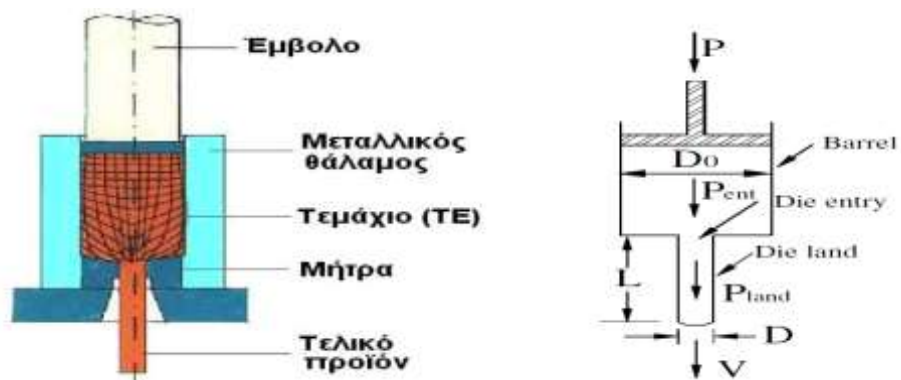 Έμβολο
Μεταλλικός
θάλαμος
Τεμάχιο (ΤΕ)
Μήτρα
Τελικό
προϊόν
P
Barrel
D0
Pent
Die entry
Die land
L
Pland
D
V